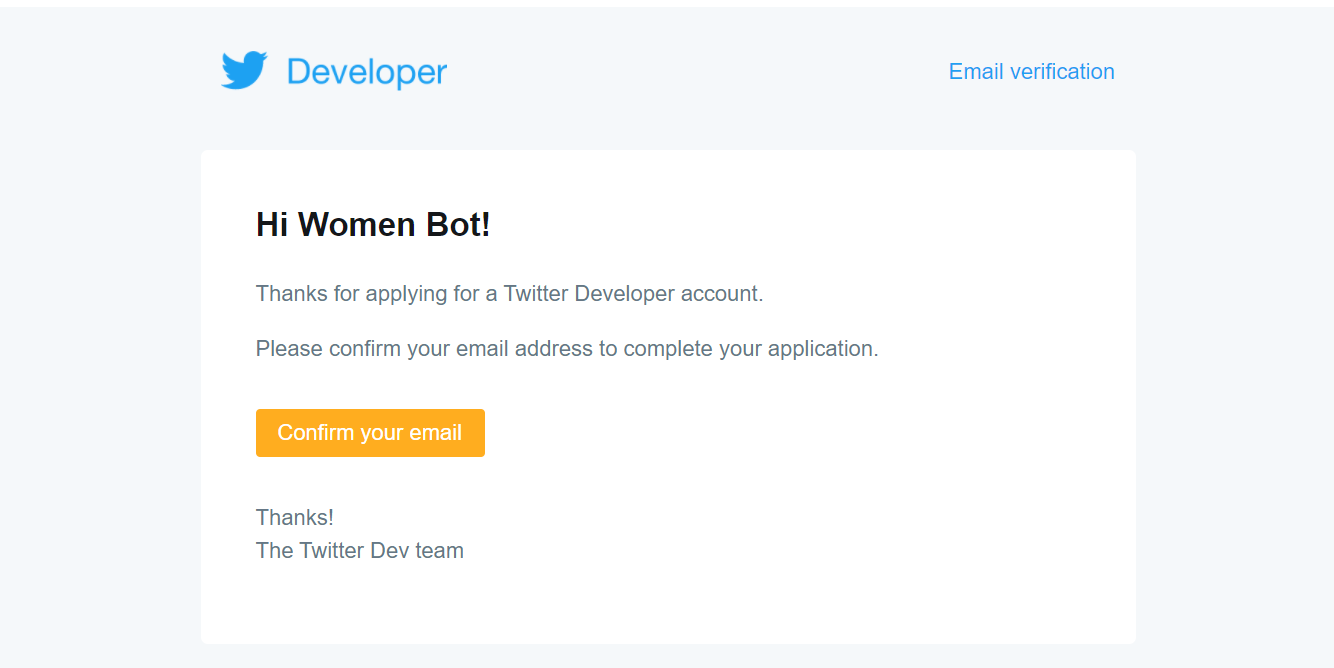 Developer
Email verification
Hi Women Bot!
Thanks for applying for a Twitter Developer account.
Please confirm your email address to complete your application.
Confirm your email
Thanks!
The Twitter Dev team